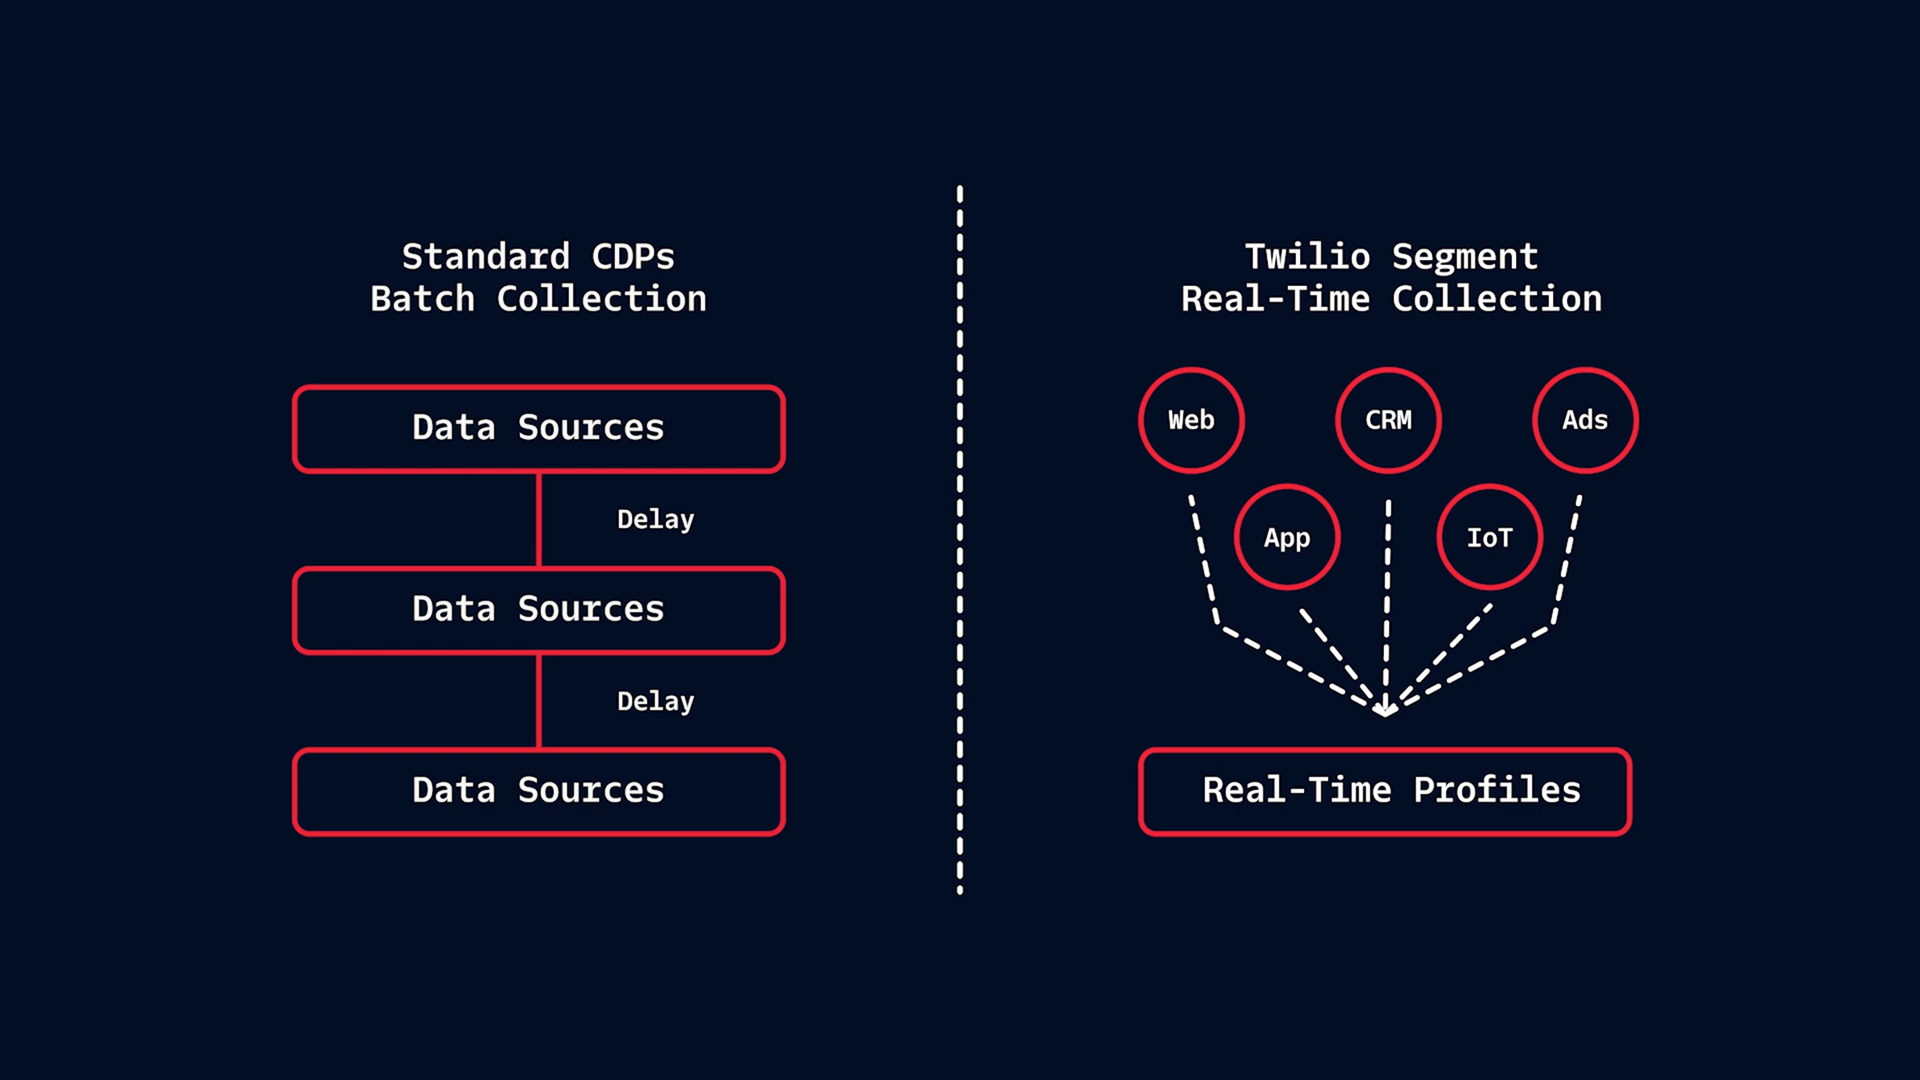 Standard CDPs
Batch Collection
Data Sources
Delay
Data Sources
Delay
Data Sources
Twilio Segment
Real-Time Collection
Web
CRM
Ads
App
IoT
Real-Time Profiles